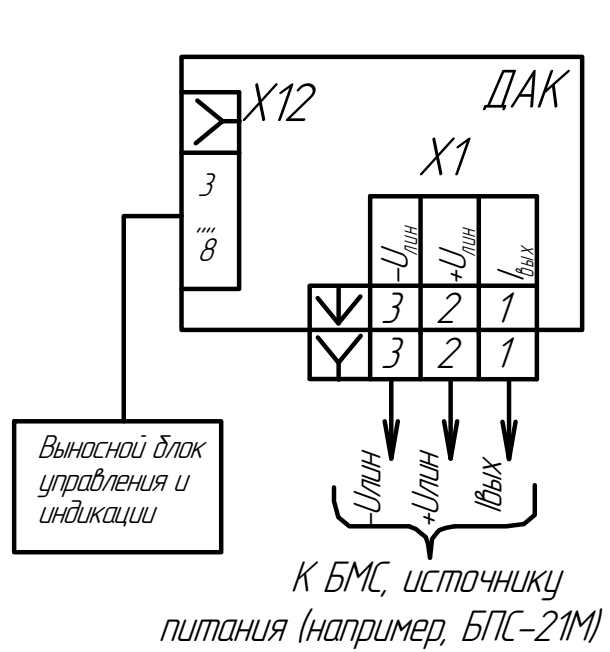 ДАК
X12
X1
3
....
8
–Uлин
+Uлин
Iвых
3 2 1
3 2 1
–Uлин
+Uлин
Iвых
Выносной блок
управления и
индикации
К БМС, источнику
питания (например, БПС–21М)